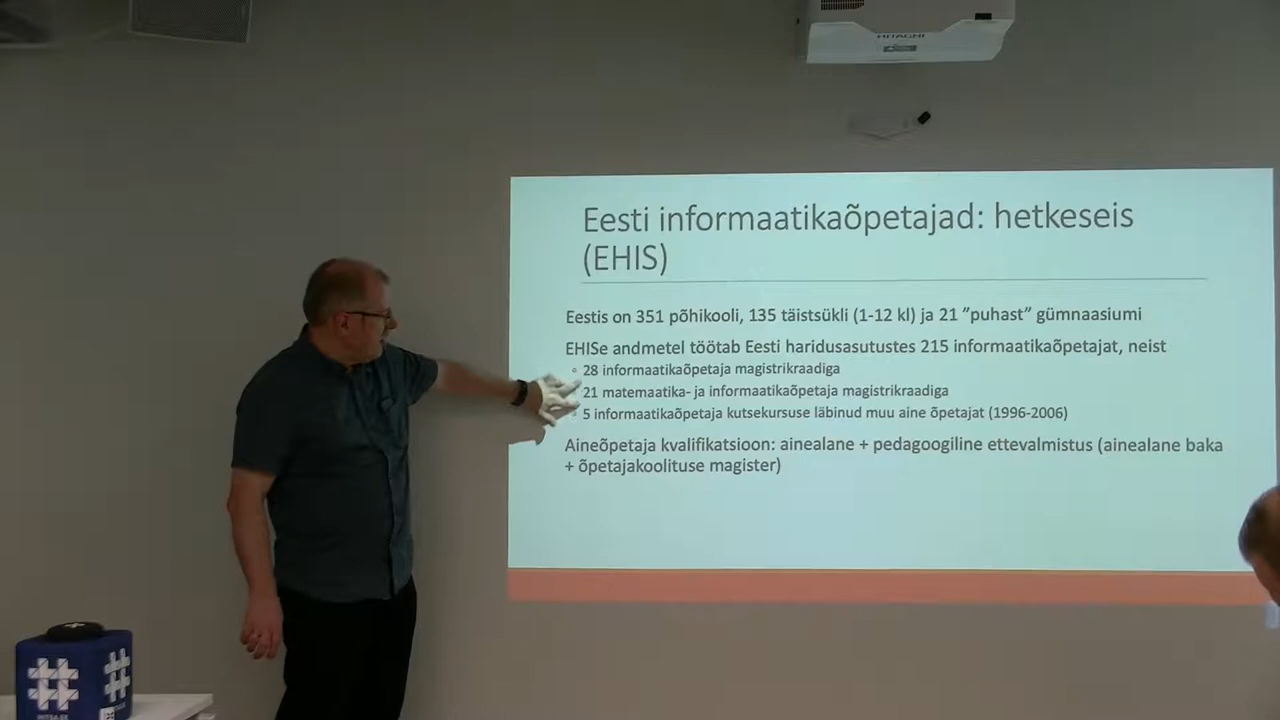 HITACHI
Eesti informaatikaõpetajad: hetkeseis
(EHIS)
Eestis on 351 põhikooli, 135 täistsükli (1-12 kl) ja 21 ”puhast” gümnaasiumi
EHISe andmetel töötab Eesti haridusasutustes 215 informaatikaõpetajat, neist
28 informaatikaõpetaja magistrikraadiga
21 matemaatika- ja informaatikaõpetaja magistrikraadiga
5 informaatikaõpetaja kutsekursuse läbinud muu aine õpetajat (1996-2006)
Aineõpetaja kvalifikatsioon: ainealane + pedagoogiline ettevalmistus (ainealane baka
+ õpetajakoolituse magister)